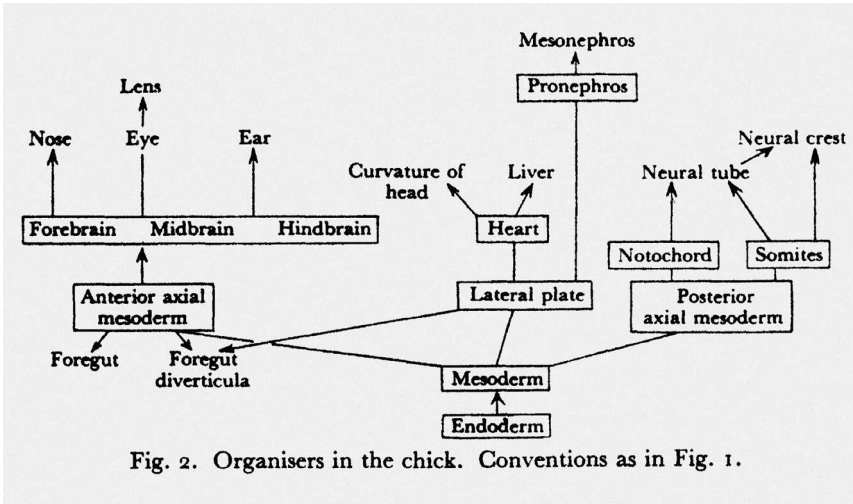 Mesonephros
Pronephros
Lens
Nose Eye Ear
Neural crest
Neural tube
Curvature of
head
Liver
Forebrain Midbrain Hindbrain
Heart
Notochord Somites
Anterior axial
mesoderm
Lateral plate
Posterior
axial mesoderm
Foregut
Foregut
diverticula
Mesoderm
Endoderm
Fig. 2. Organisers in the chick. Conventions as in Fig. 1.